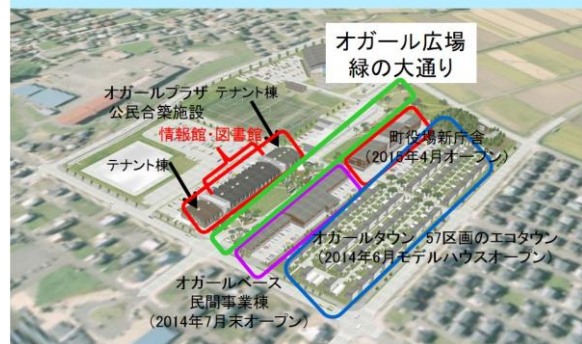 オガール広場
緑の大通り
オガールプラザ
公民合築施設
テナント棟
情報館・図書館
テナント棟
町役場新庁舎
(2015年4月オープン)
オガールタウン 57区画のエコタウン
(2014年6月モデルハウスオープン)
オガールベース
民間事業棟
(2014年7月末オープン)